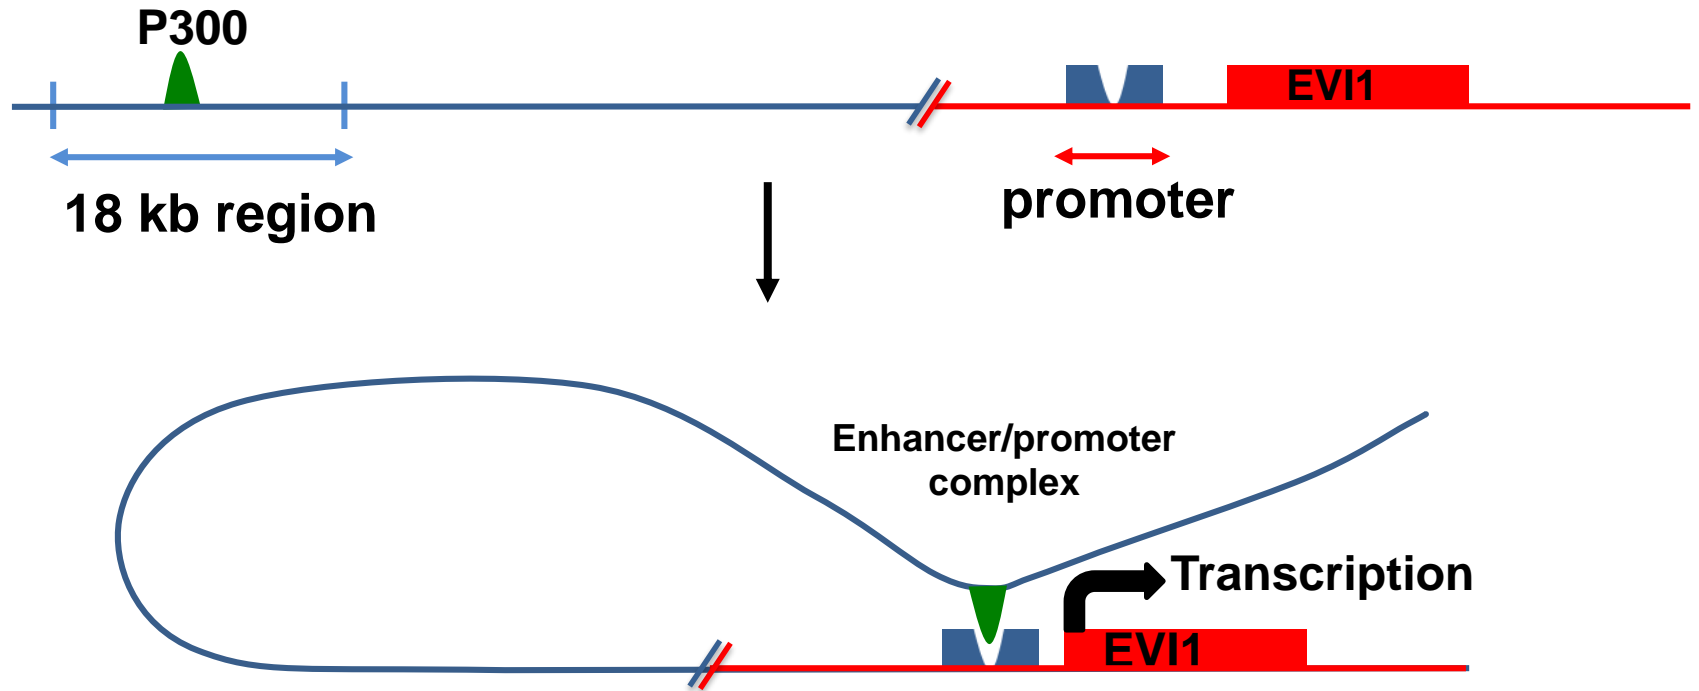 P300
EVI1
18 kb region
promoter
Enhancer/promoter
complex
Transcription
EVI1